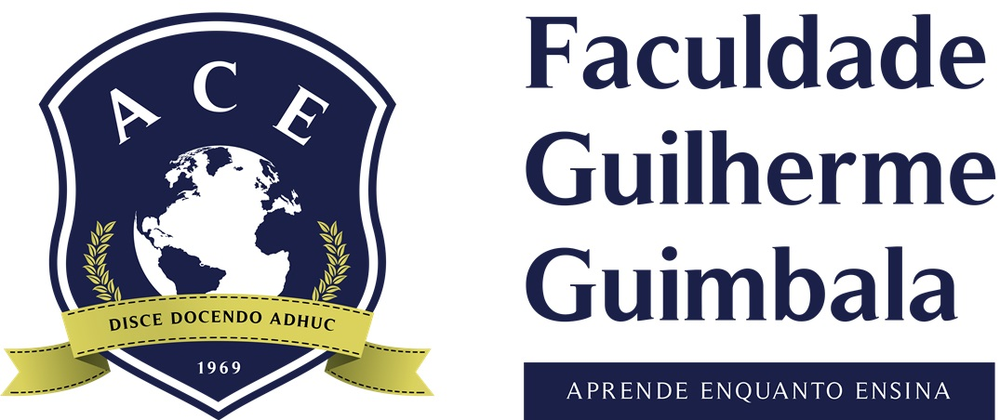 ACE
DISCE DOCENDO ADHUC
1969
Faculdade
Guilherme
Guimbala
APRENDE ENQUANTO ENSINA